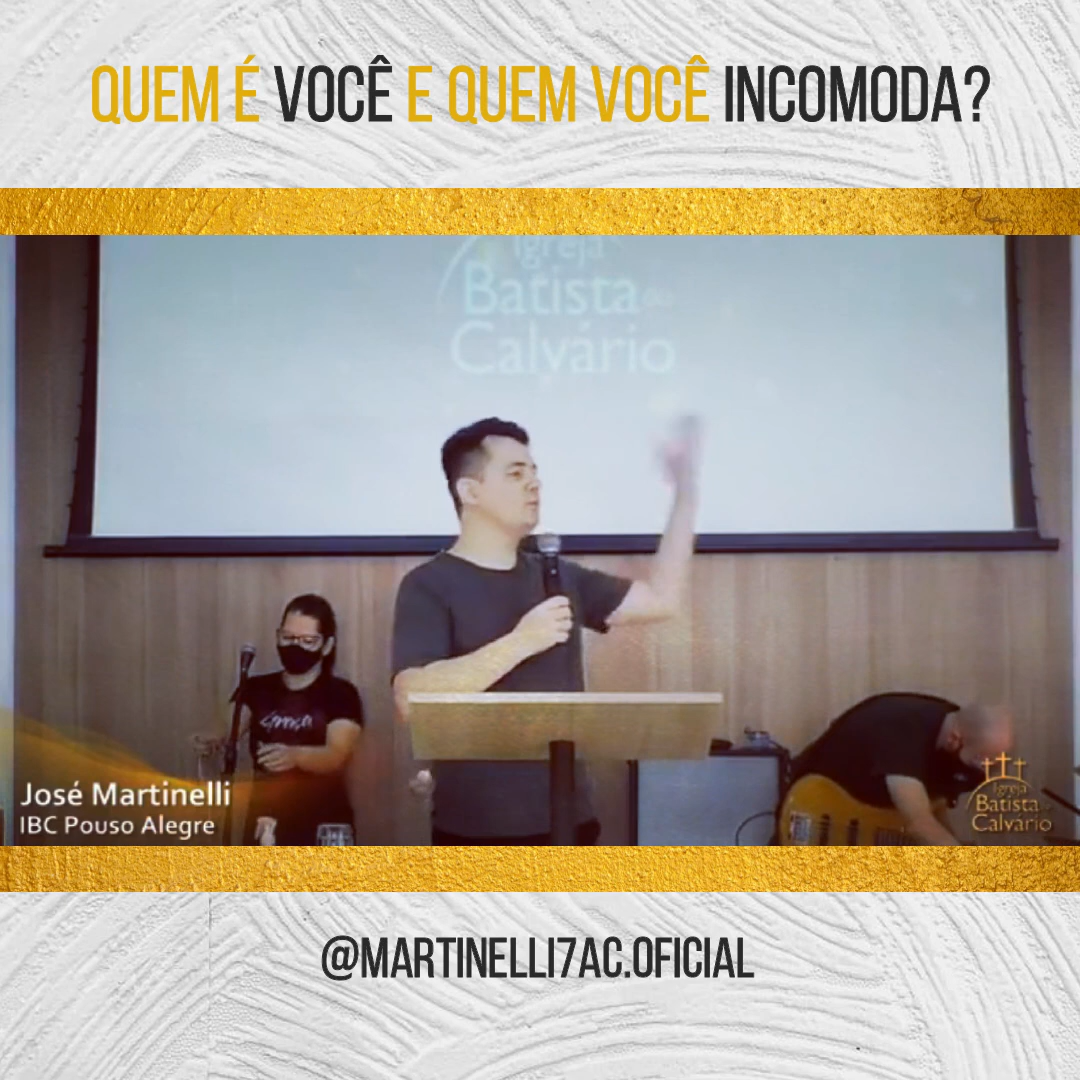 QUEM É VOCÊ E QUEM VOCÊ INCOMODA?
Igreja
Batista do
Calvário
José Martinelli
IBC Pouso Alegre
Igreja
Batista
Calvário
@MARTINELLI7AC.OFICIAL